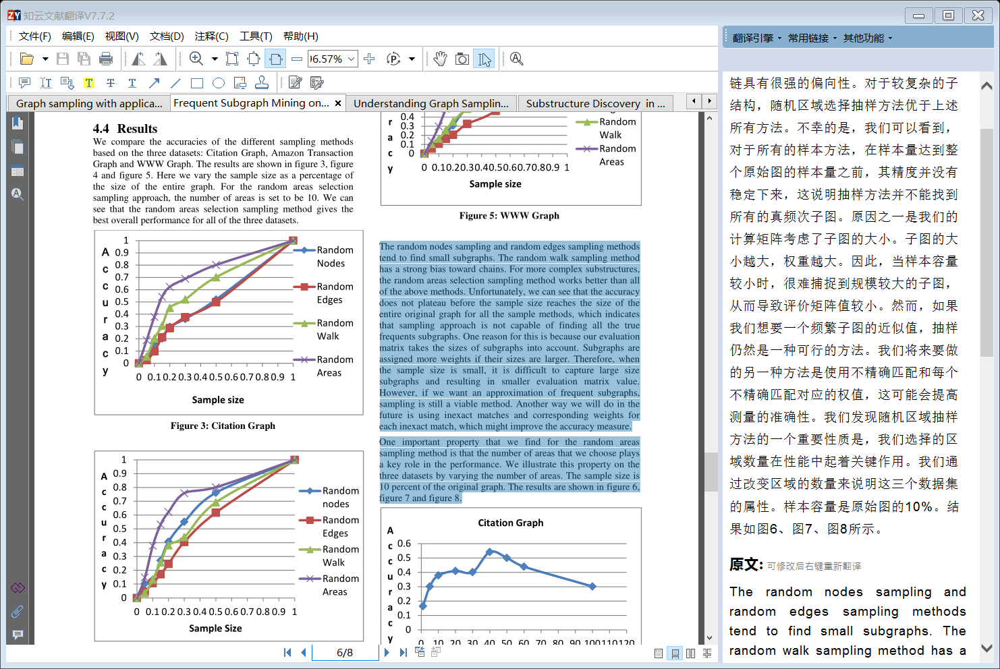 知云文献翻译V7.7.2
文件(F) 编辑(E) 视图(V) 文档(D) 注释(C) 工具(T) 帮助(H)
翻译引擎 常用链接 其他功能
6.57%
Graph sampling with applica... Frequent Subgraph Mining on... × Understanding Graph Samplin... Substructure Discovery in ...
4.4 Results
We compare the accuracies of the different sampling methods
based on the three datasets: Citation Graph, Amazon Transaction
Graph and WWW Graph. The results are shown in figure 3, figure
4 and figure 5. Here we vary the sample size as a percentage of
the size of the entire graph. For the random areas selection
sampling approach, the number of areas is set to be 10. We can
see that the random areas selection sampling method gives the
best overall performance for all of the three datasets.
Accuracy
1
0.9
0.8
0.7
0.6
0.5
0.4
0.3
0.2
0.1
0
0 0.1 0.2 0.3 0.4 0.5 0.6 0.7 0.8 0.9 1
Sample size
Random
Nodes
Random
Edges
Random
Walk
Random
Areas
Figure 3: Citation Graph
Accuracy
1
0.9
0.8
0.7
0.6
0.5
0.4
0.3
0.2
0.1
0
0 0.1 0.2 0.3 0.4 0.5 0.6 0.7 0.8 0.9 1
Sample Size
Random
nodes
Random
Edges
Random
Walk
Random
Areas
r
a
c
y
0.4
0.3
0.2
0.1
0
0 0.1 0.2 0.3 0.4 0.5 0.6 0.7 0.8 0.9 1
Sample size
Random
Walk
Random
Areas
Figure 5: WWW Graph
The random nodes sampling and random edges sampling methods
tend to find small subgraphs. The random walk sampling method
has a strong bias toward chains. For more complex substructures,
the random areas selection sampling method works better than all
of the above methods. Unfortunately, we can see that the accuracy
does not plateau before the sample size reaches the size of the
entire original graph for all the sample methods, which indicates
that sampling approach is not capable of finding all the true
frequents subgraphs. One reason for this is because our evaluation
matrix takes the sizes of subgraphs into account. Subgraphs are
assigned more weights if their sizes are larger. Therefore, when
the sample size is small, it is difficult to capture large size
subgraphs and resulting in smaller evaluation matrix value.
However, if we want an approximation of frequent subgraphs,
sampling is still a viable method. Another way we will do in the
future is using inexact matches and corresponding weights for
each inexact match, which might improve the accuracy measure.
One important property that we find for the random areas
sampling method is that the number of areas that we choose plays
a key role in the performance. We illustrate this property on the
three datasets by varying the number of areas. The sample size is
10 percent of the original graph. The results are shown in figure 6,
figure 7 and figure 8.
Citation Graph
Accuracy
0.6
0.5
0.4
0.3
0.2
0.1
0
0 10 20 30 40 50 60 70 80 90 100 110 120
6/8
链具有很强的偏向性。对于较复杂的子
结构，随机区域选择抽样方法优于上述
所有方法。不幸的是，我们可以看到，
对于所有的样本方法，在样本量达到整
个原始图的样本量之前，其精度并没有
稳定下来，这说明抽样方法并不能找到
所有的真频次子图。原因之一是我们的
计算矩阵考虑了子图的大小。子图的大
小越大，权重越大。因此，当样本容量
较小时，很难捕捉到规模较大的子图，
从而导致评价矩阵值较小。然而，如果
我们想要一个频繁子图的近似值，抽样
仍然是一种可行的方法。我们将来要做
的另一种方法是使用不精确匹配和每个
不精确匹配对应的权值，这可能会提高
测量的准确性。我们发现随机区域抽样
方法的一个重要性质是，我们选择的区
域数量在性能中起着关键作用。我们通
过改变区域的数量来说明这三个数据集
的属性。样本容量是原始图的10%。结
果如图6、图7、图8所示。
原文: 可修改后右键重新翻译
The random nodes sampling and
random edges sampling methods
tend to find small subgraphs. The
random walk sampling method has a